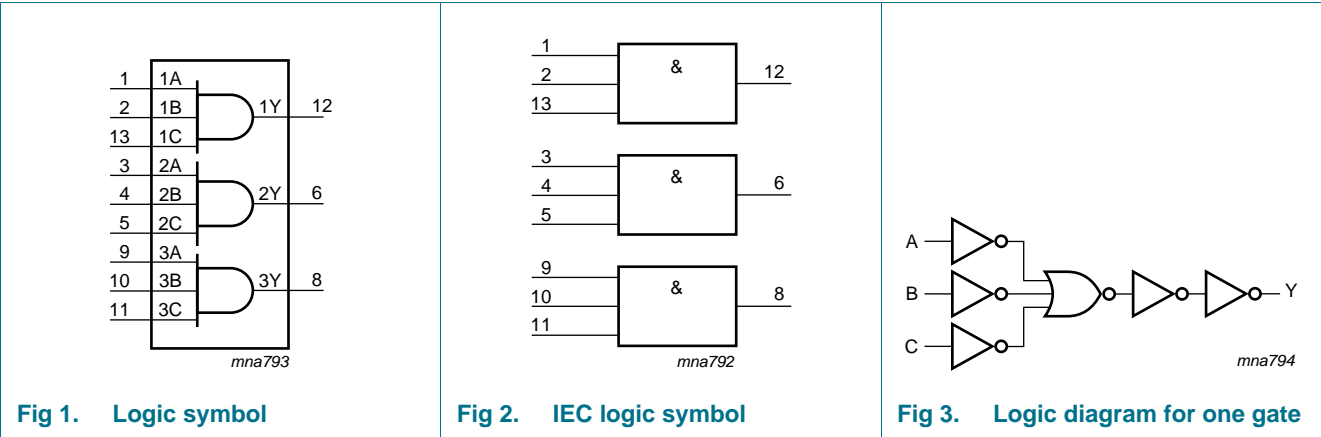 1 1A
2 1B 1Y 12
13 1C
3 2A
4 2B 2Y 6
5 2C
9 3A
10 3B 3Y 8
11 3C
mna793
Fig 1. Logic symbol
1
2 & 12
13
3
4 & 6
5
9
10 & 8
11
mna792
Fig 2. IEC logic symbol
A
B Y
C
mna794
Fig 3. Logic diagram for one gate